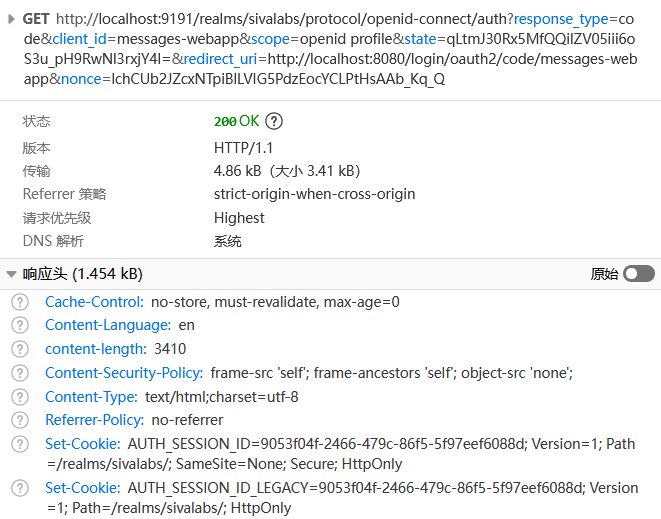 GET http://localhost:9191/realms/sivalabs/protocol/openid-connect/auth?response_type=co
de&client_id=messages-webapp&scope=openid profile&state=qLtmJ30Rx5MfQQilZV05iii6o
S3u_pH9RwNl3rxjY4I=&redirect_uri=http://localhost:8080/login/oauth2/code/messages-web
app&nonce=IchCUb2JZcxNTpiBlLVlG5PdzEocYCLPtHsAAb_Kq_Q
状态 200 OK ?
版本 HTTP/1.1
传输 4.86 kB（大小 3.41 kB）
Referrer 策略 strict-origin-when-cross-origin
请求优先级 Highest
DNS 解析 系统
响应头 (1.454 kB) 原始
? Cache-Control: no-store, must-revalidate, max-age=0
? Content-Language: en
? content-length: 3410
? Content-Security-Policy: frame-src 'self'; frame-ancestors 'self'; object-src 'none';
? Content-Type: text/html;charset=utf-8
? Referrer-Policy: no-referrer
? Set-Cookie: AUTH_SESSION_ID=9053f04f-2466-479c-86f5-5f97eef6088d; Version=1; Path
=/realms/sivalabs/; SameSite=None; Secure; HttpOnly
? Set-Cookie: AUTH_SESSION_ID_LEGACY=9053f04f-2466-479c-86f5-5f97eef6088d; Version
=1; Path=/realms/sivalabs/; HttpOnly